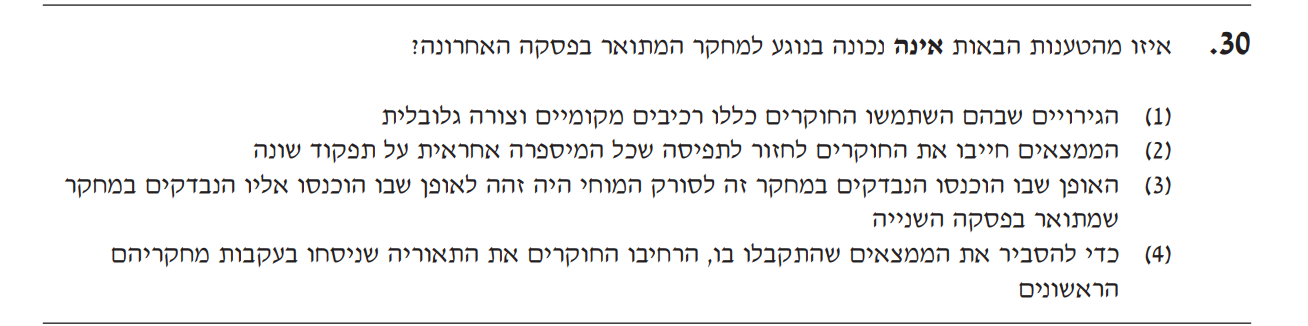 30. איזו מהטענות הבאות אינה נכונה בנוגע למחקר המתואר בפסקה האחרונה?
(1) הגירויים שבהם השתמשו החוקרים כללו רכיבים מקומיים וצורה גלובלית
(2) הממצאים חייבו את החוקרים לחזור לתפיסה שכל המיספרה אחראית על תפקוד שונה
(3) האופן שבו הוכנסו הנבדקים במחקר זה לסורק המוחי היה זהה לאופן שבו הוכנסו אליו הנבדקים במחקר
שמתואר בפסקה השנייה
(4) כדי להסביר את הממצאים שהתקבלו בו, הרחיבו החוקרים את התאוריה שניסחו בעקבות מחקריהם
הראשונים